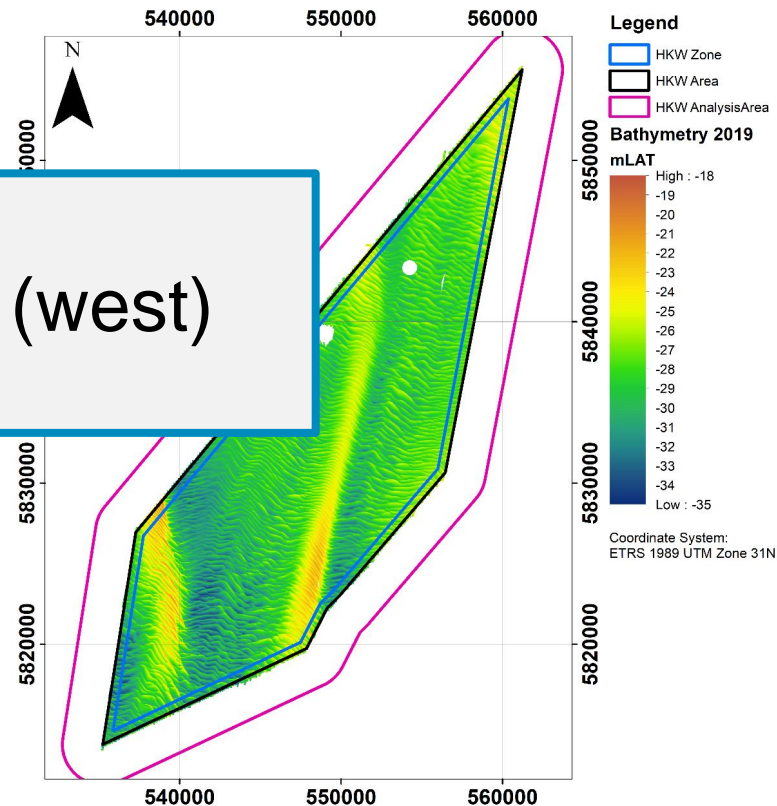 540000 550000 560000
N
(west)
5850000
5840000
5830000
5820000
5840000
5830000
5820000
540000 550000 560000
Legend
HKW Zone
HKW Area
HKW AnalysisArea
Bathymetry 2019
mLAT
High : -18
-19
-20
-21
-22
-23
-24
-25
-26
-27
-28
-29
-30
-31
-32
-33
-34
Low : -35
Coordinate System:
ETRS 1989 UTM Zone 31N